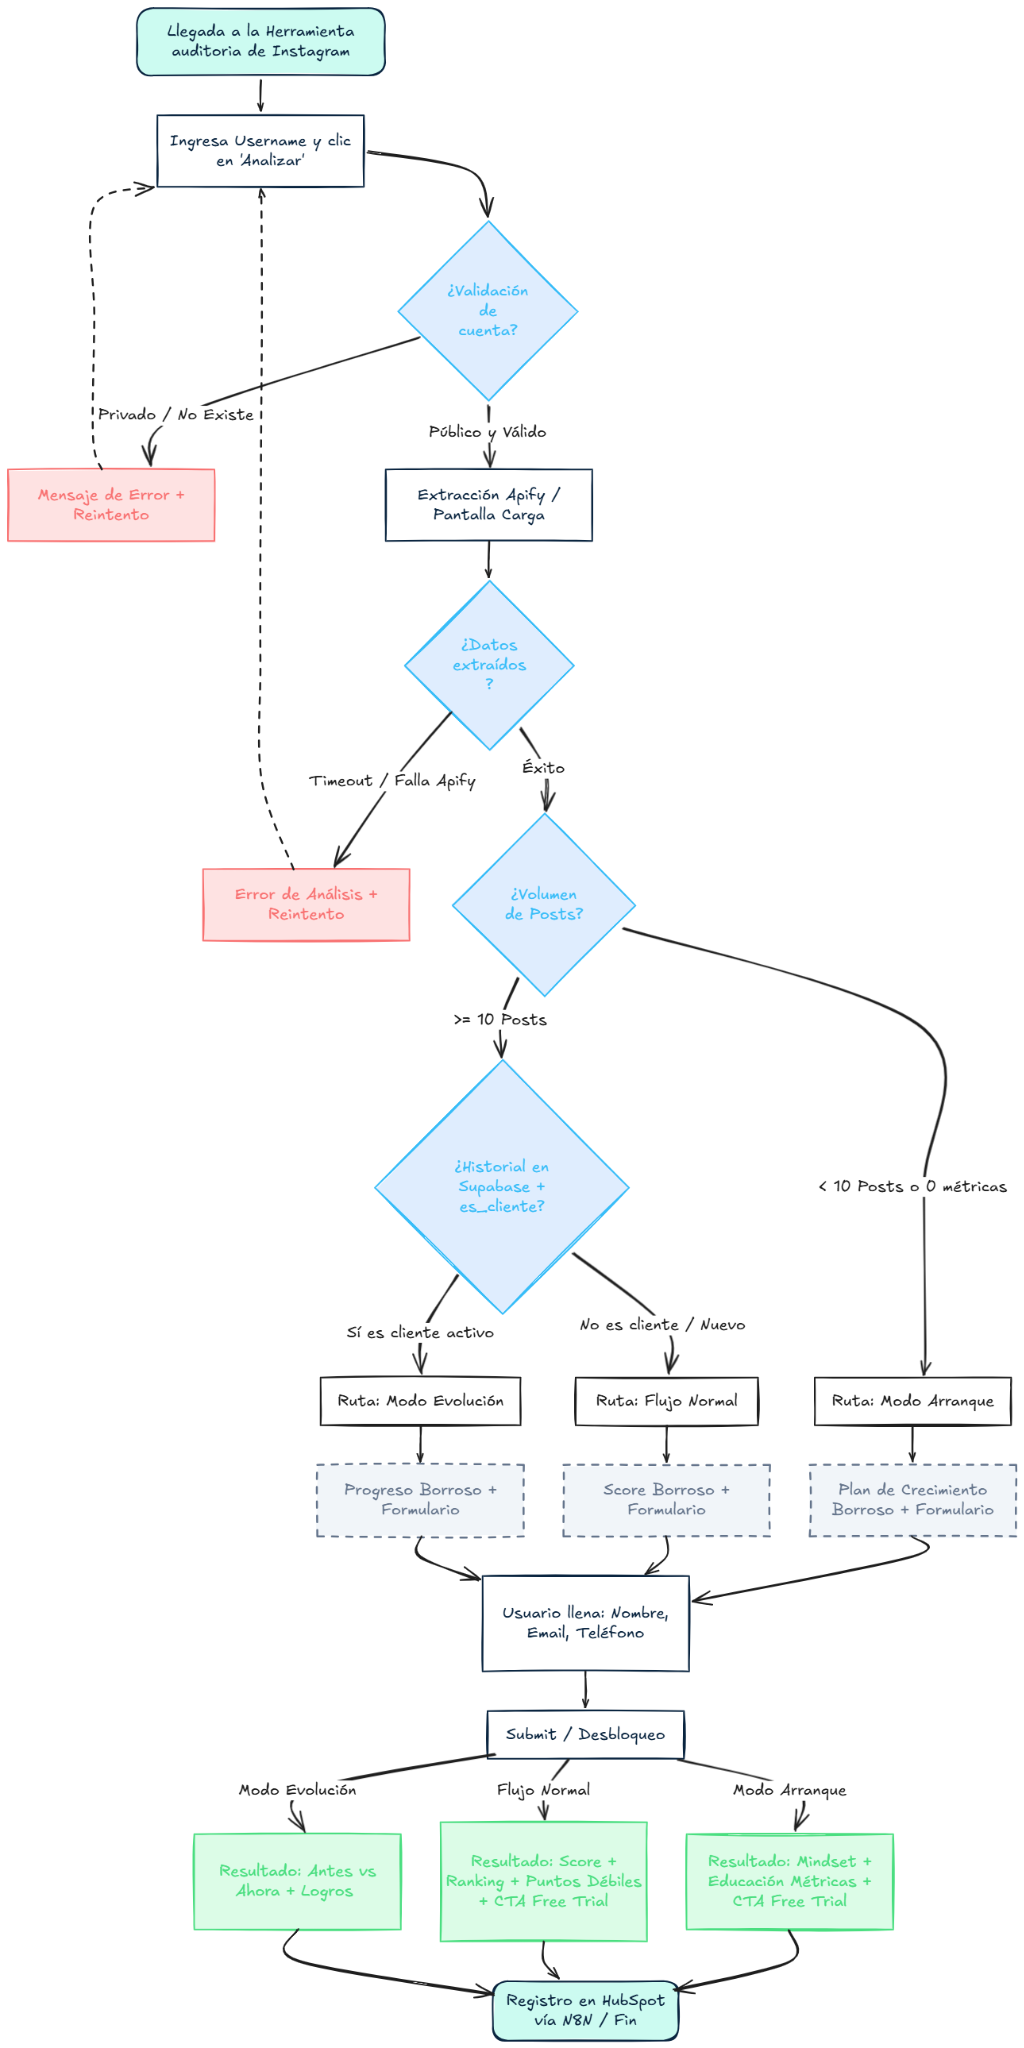 Llegada a la Herramienta
auditoria de Instagram
Ingresa Username y clic
en 'Analizar'
¿Validación
de
cuenta?
Privado / No Existe
Público y Válido
Mensaje de Error +
Reintento
Extracción Apify /
Pantalla Carga
¿Datos
extraídos
?
Timeout / Falla Apify
Éxito
Error de Análisis +
Reintento
¿Volumen
de Posts?
>= 10 Posts
¿Historial en
Supabase +
es_cliente?
< 10 Posts o 0 métricas
Sí es cliente activo
No es cliente / Nuevo
Ruta: Modo Evolución
Ruta: Flujo Normal
Ruta: Modo Arranque
Progreso Borroso +
Formulario
Score Borroso +
Formulario
Plan de Crecimiento
Borroso + Formulario
Usuario llena: Nombre,
Email, Teléfono
Submit / Desbloqueo
Modo Evolución
Flujo Normal
Modo Arranque
Resultado: Antes vs
Ahora + Logros
Resultado: Score +
Ranking + Puntos Débiles
+ CTA Free Trial
Resultado: Mindset +
Educación Métricas +
CTA Free Trial
Registro en HubSpot
vía N8N / Fin